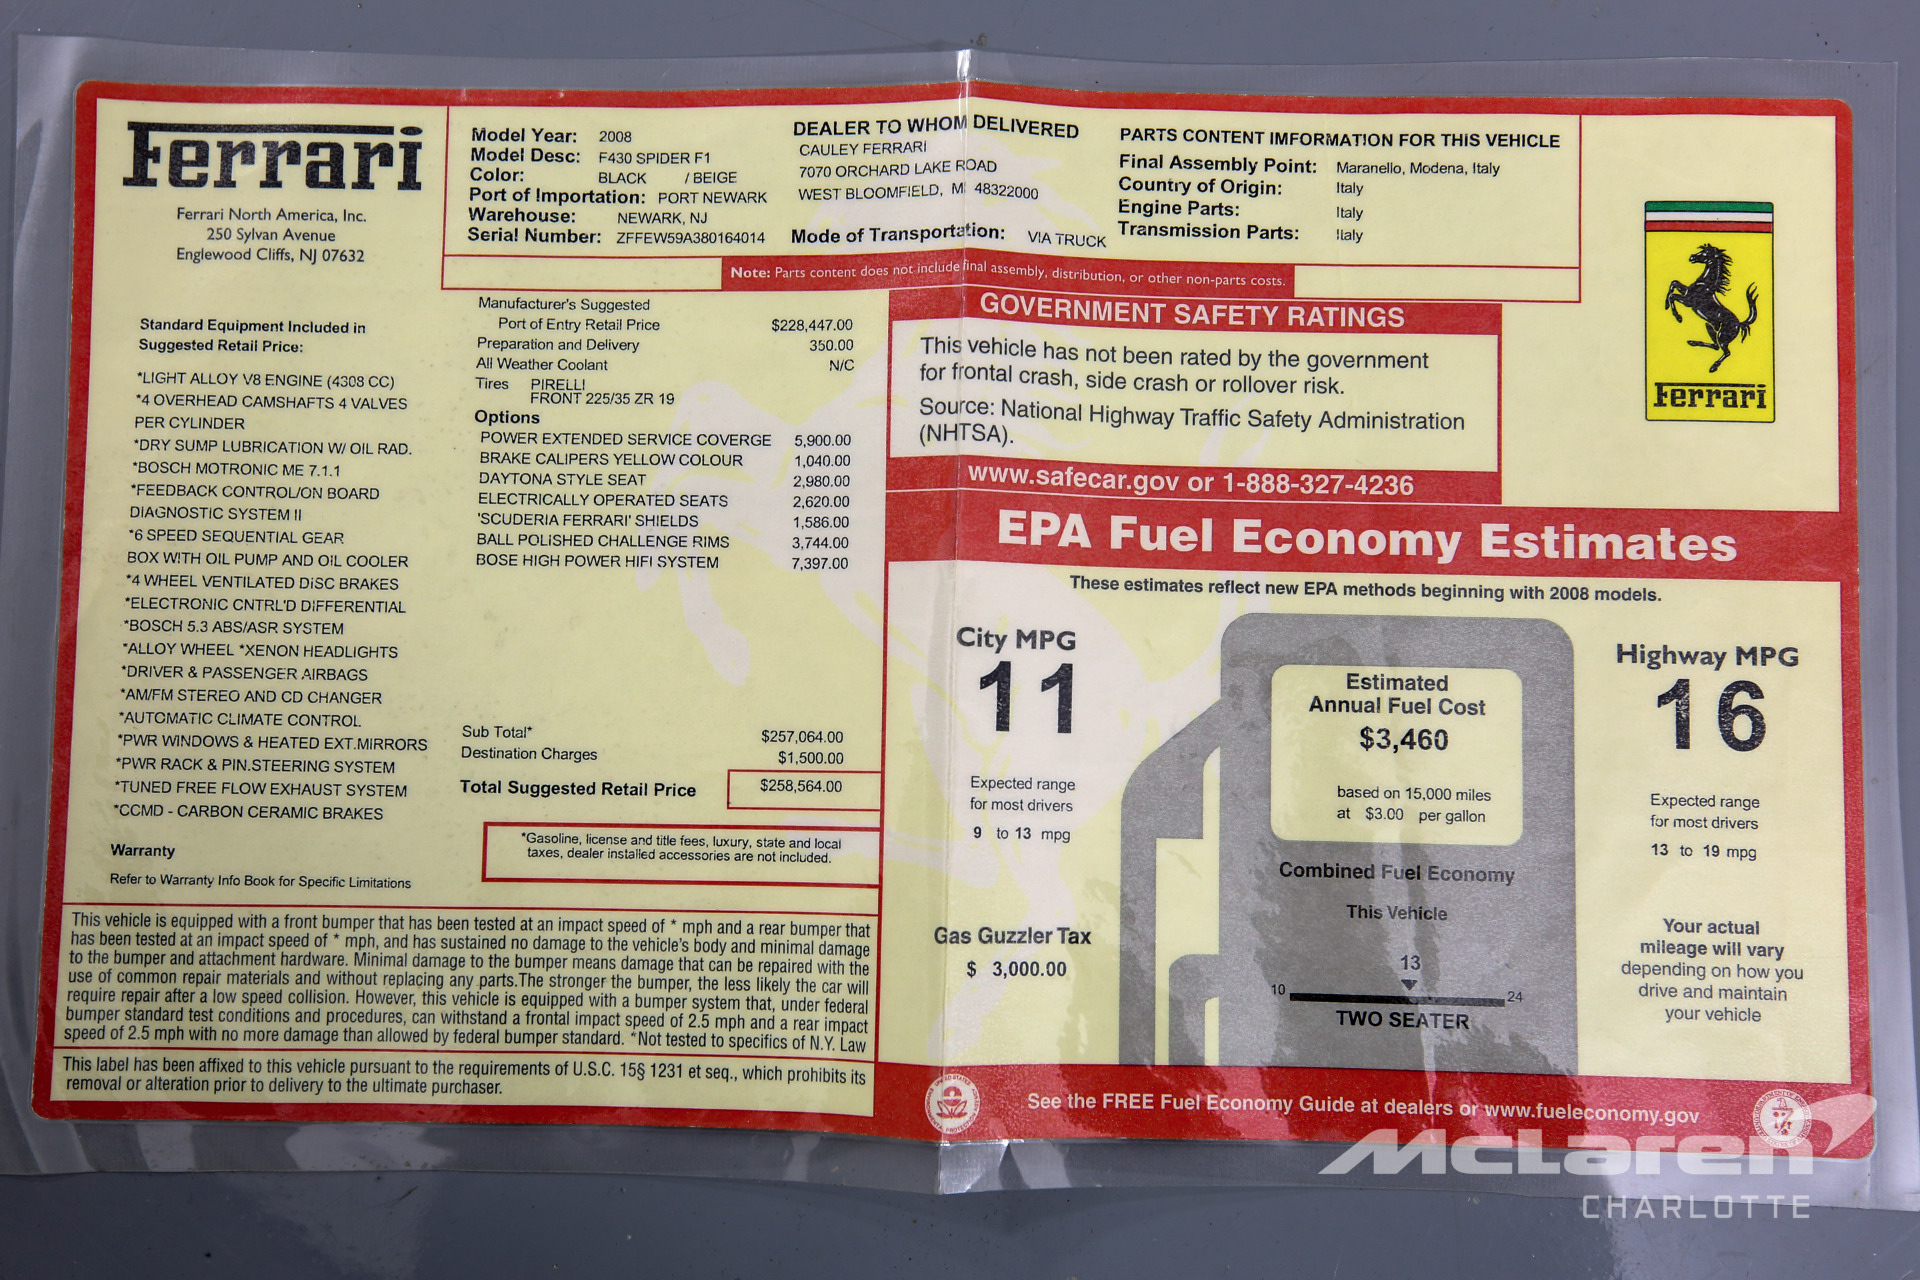 Ferrari
Ferrari North America, Inc.
250 Sylvan Avenue
Englewood Cliffs, NJ 07632
Model Year: 2008
Model Desc: F430 SPIDER F1
Color: BLACK / BEIGE
Port of Importation: PORT NEWARK
Warehouse: NEWARK, NJ
Serial Number: ZFFEW59A380164014
DEALER TO WHOM DELIVERED
CAULEY FERRARI
7070 ORCHARD LAKE ROAD
WEST BLOOMFIELD, MI 48322000
Mode of Transportation: VIA TRUCK
PARTS CONTENT IMFORMATION FOR THIS VEHICLE
Final Assembly Point: Maranello, Modena, Italy
Country of Origin: Italy
Engine Parts: Italy
Transmission Parts: Italy
Note: Parts content does not include final assembly, distribution, or other non-parts costs.
Ferrari
Standard Equipment Included in
Suggested Retail Price:
*LIGHT ALLOY V8 ENGINE (4308 CC)
*4 OVERHEAD CAMSHAFTS 4 VALVES
PER CYLINDER
*DRY SUMP LUBRICATION W/ OIL RAD.
*BOSCH MOTRONIC ME 7.1.1
*FEEDBACK CONTROL/ON BOARD
DIAGNOSTIC SYSTEM II
*6 SPEED SEQUENTIAL GEAR
BOX WITH OIL PUMP AND OIL COOLER
*4 WHEEL VENTILATED DISC BRAKES
*ELECTRONIC CNTRL'D DIFFERENTIAL
*BOSCH 5.3 ABS/ASR SYSTEM
*ALLOY WHEEL *XENON HEADLIGHTS
*DRIVER & PASSENGER AIRBAGS
*AM/FM STEREO AND CD CHANGER
*AUTOMATIC CLIMATE CONTROL
*PWR WINDOWS & HEATED EXT.MIRRORS
*PWR RACK & PIN.STEERING SYSTEM
*TUNED FREE FLOW EXHAUST SYSTEM
*CCMD - CARBON CERAMIC BRAKES
Warranty
Refer to Warranty Info Book for Specific Limitations
Manufacturer's Suggested
Port of Entry Retail Price $228,447.00
Preparation and Delivery 350.00
All Weather Coolant N/C
Tires PIRELLI
FRONT 225/35 ZR 19
Options
POWER EXTENDED SERVICE COVERGE 5,900.00
BRAKE CALIPERS YELLOW COLOUR 1,040.00
DAYTONA STYLE SEAT 2,980.00
ELECTRICALLY OPERATED SEATS 2,620.00
'SCUDERIA FERRARI' SHIELDS 1,586.00
BALL POLISHED CHALLENGE RIMS 3,744.00
BOSE HIGH POWER HIFI SYSTEM 7,397.00
Sub Total* $257,064.00
Destination Charges $1,500.00
Total Suggested Retail Price $258,564.00
*Gasoline, license and title fees, luxury, state and local
taxes, dealer installed accessories are not included.
This vehicle is equipped with a front bumper that has been tested at an impact speed of * mph and a rear bumper that
has been tested at an impact speed of * mph, and has sustained no damage to the vehicle's body and minimal damage
to the bumper and attachment hardware. Minimal damage to the bumper means damage that can be repaired with the
use of common repair materials and without replacing any parts.The stronger the bumper, the less likely the car will
require repair after a low speed collision. However, this vehicle is equipped with a bumper system that, under federal
bumper standard test conditions and procedures, can withstand a frontal impact speed of 2.5 mph and a rear impact
speed of 2.5 mph with no more damage than allowed by federal bumper standard. *Not tested to specifics of N.Y. Law
This label has been affixed to this vehicle pursuant to the requirements of U.S.C. 15§ 1231 et seq., which prohibits its
removal or alteration prior to delivery to the ultimate purchaser.
GOVERNMENT SAFETY RATINGS
This vehicle has not been rated by the government
for frontal crash, side crash or rollover risk.
Source: National Highway Traffic Safety Administration
(NHTSA).
www.safecar.gov or 1-888-327-4236
EPA Fuel Economy Estimates
These estimates reflect new EPA methods beginning with 2008 models.
City MPG
11
Expected range
for most drivers
9 to 13 mpg
Gas Guzzler Tax
$ 3,000.00
Estimated
Annual Fuel Cost
$3,460
based on 15,000 miles
at $3.00 per gallon
Combined Fuel Economy
This Vehicle
13
10 24
TWO SEATER
Highway MPG
16
Expected range
for most drivers
13 to 19 mpg
Your actual
mileage will vary
depending on how you
drive and maintain
your vehicle
See the FREE Fuel Economy Guide at dealers or www.fueleconomy.gov
McLaren
CHARLOTTE